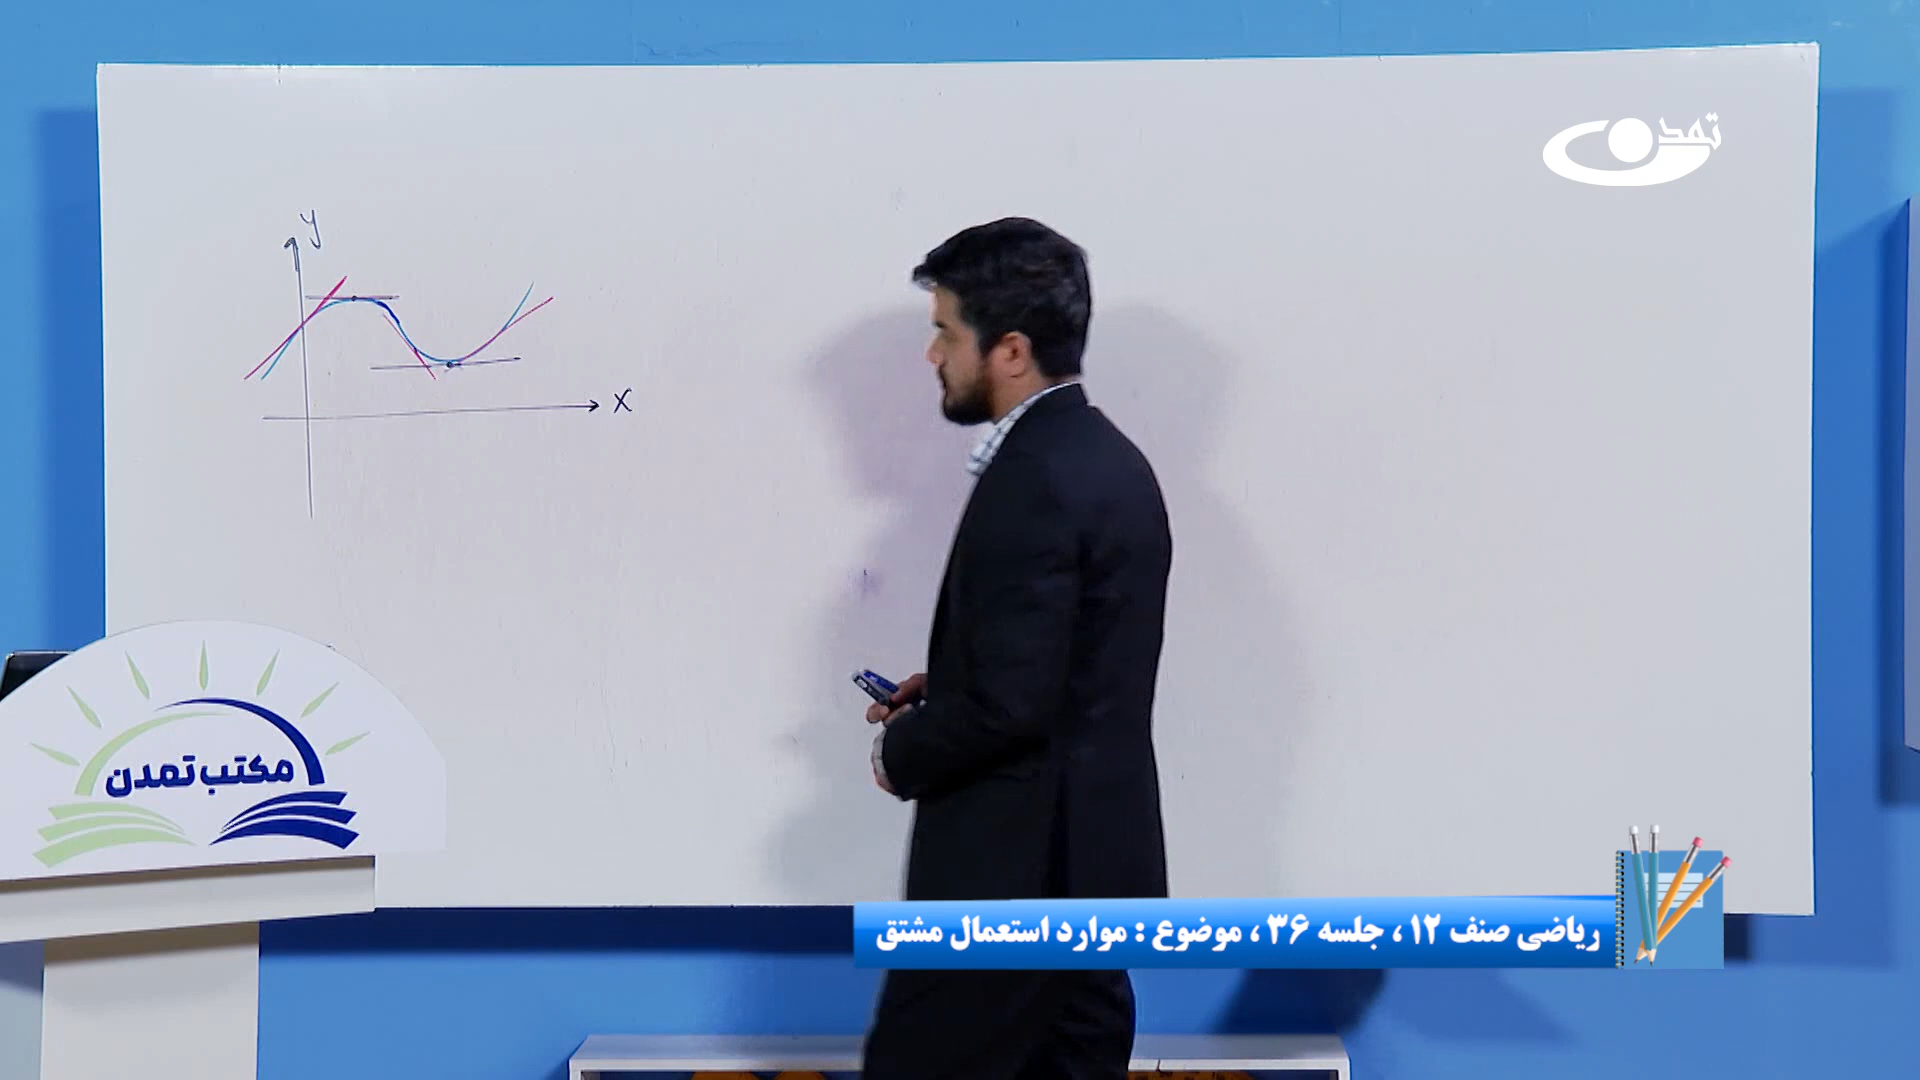 تمدن
y
x
مکتب تمدن
ریاضی صنف ۱۲ ، جلسه ۳۶ ، موضوع : موارد استعمال مشتق